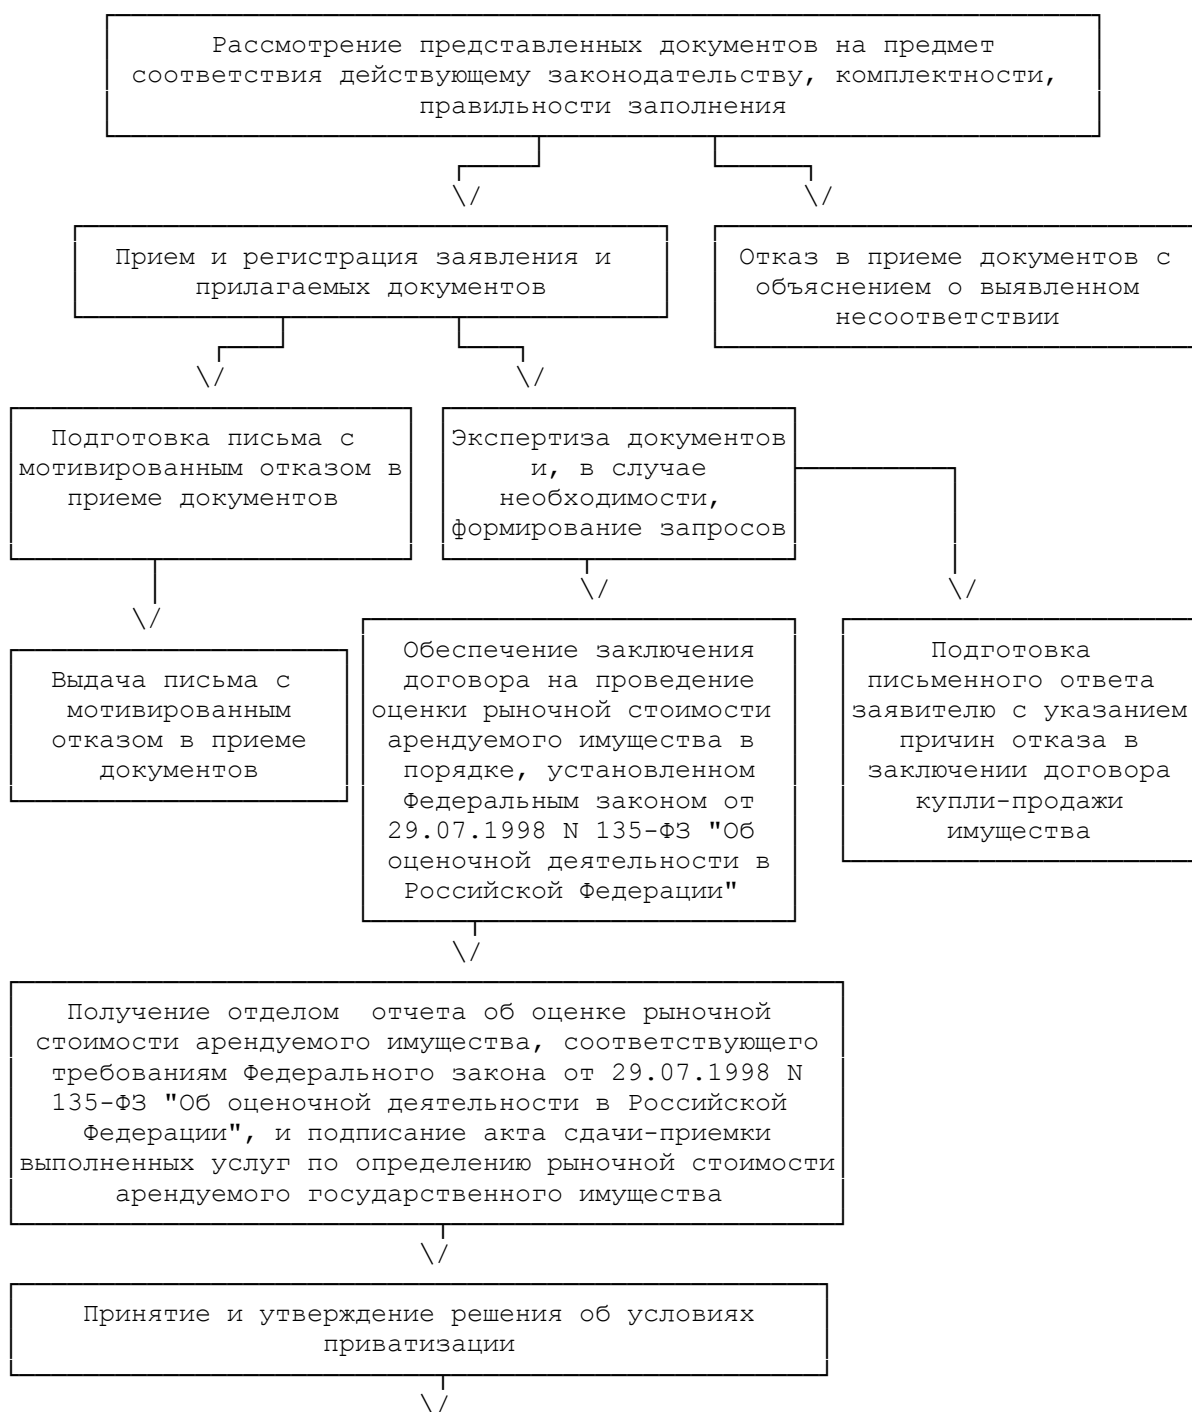 Рассмотрение представленных документов на предмет
соответствия действующему законодательству, комплектности,
правильности заполнения
Прием и регистрация заявления и
прилагаемых документов
Отказ в приеме документов с
объяснением о выявленном
несоответствии
Подготовка письма с
мотивированным отказом в
приеме документов
Экспертиза документов
и, в случае
необходимости,
формирование запросов
Выдача письма с
мотивированным
отказом в приеме
документов
Обеспечение заключения
договора на проведение
оценки рыночной стоимости
арендуемого имущества в
порядке, установленном
Федеральным законом от
29.07.1998 N 135-ФЗ "Об
оценочной деятельности в
Российской Федерации"
Подготовка
письменного ответа
заявителю с указанием
причин отказа в
заключении договора
купли-продажи
имущества
Получение отделом  отчета об оценке рыночной
стоимости арендуемого имущества, соответствующего
требованиям Федерального закона от 29.07.1998 N
135-ФЗ "Об оценочной деятельности в Российской
Федерации", и подписание акта сдачи-приемки
выполненных услуг по определению рыночной стоимости
арендуемого государственного имущества
Принятие и утверждение решения об условиях
приватизации